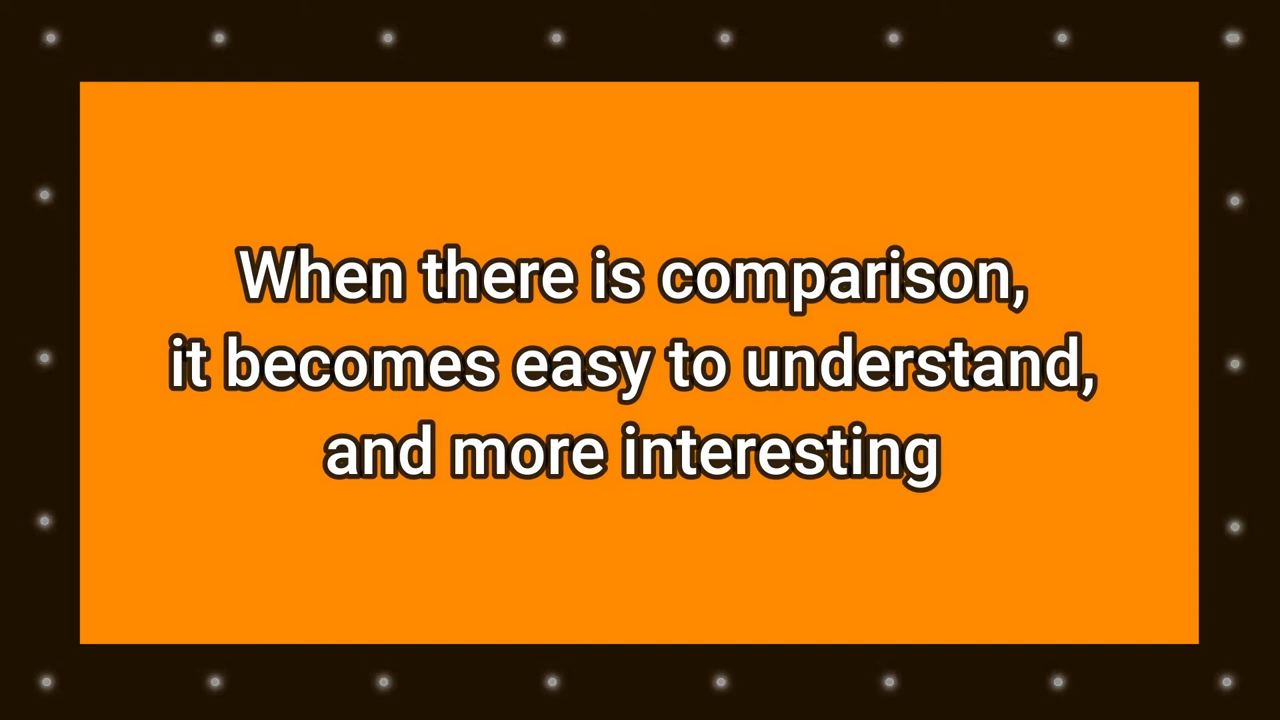 When there is comparison,
it becomes easy to understand,
and more interesting